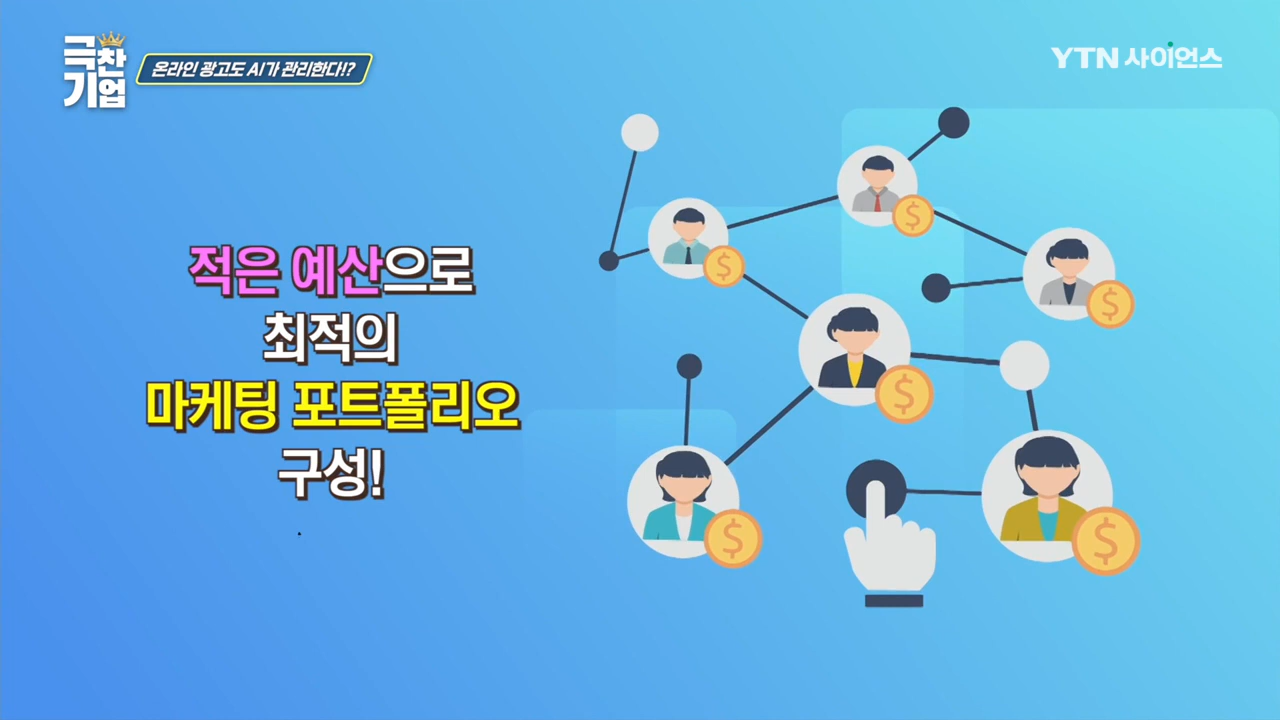 극찬
기업
온라인 광고도 AI가 관리한다!?
YTN 사이언스
적은 예산으로
최적의
마케팅 포트폴리오
구성!
$
$
$
$
$
$